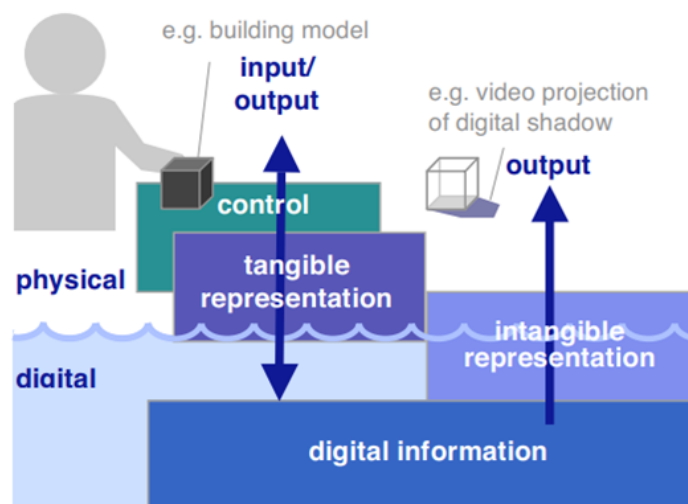 e.g. building model
input/
output
e.g. video projection
of digital shadow
output
control
tangible
representation
physical
intangible
representation
digital
digital information